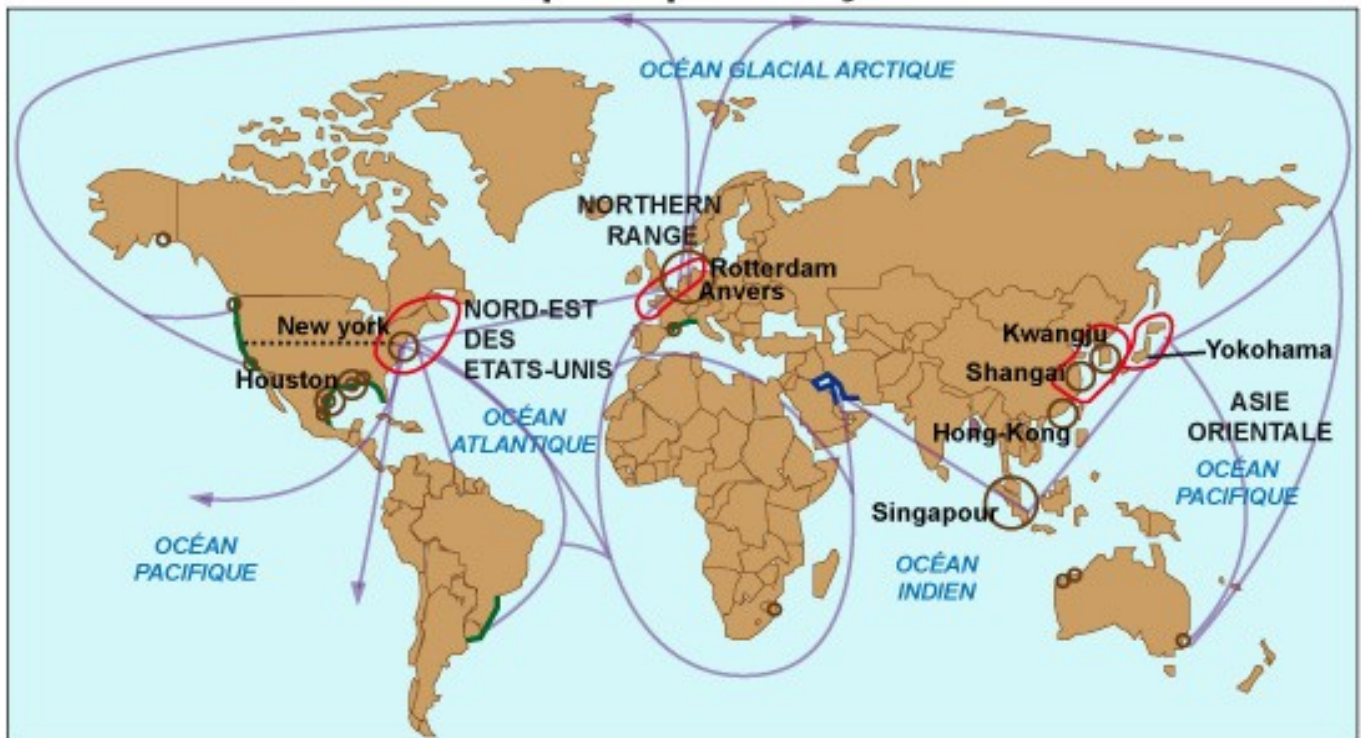 OCÉAN GLACIAL ARCTIQUE
NORTHERN
RANGE
Rotterdam
Anvers
New york
NORD-EST
DES
ETATS-UNIS
Houston
OCÉAN
ATLANTIQUE
Kwangju
Yokohama
Shangai
Hong-Kong
ASIE
ORIENTALE
OCÉAN
PACIFIQUE
Singapour
OCÉAN
INDIEN
OCÉAN
PACIFIQUE